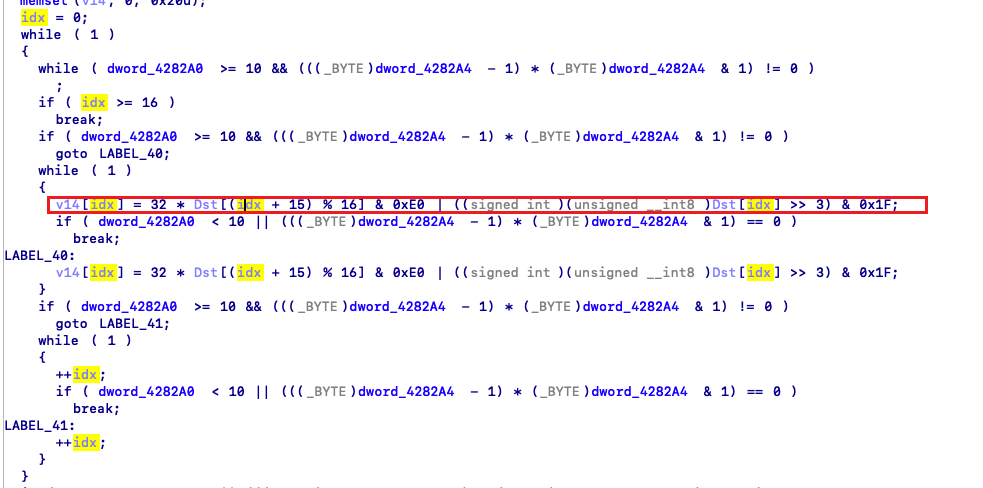 memset(v14, 0, 0x20u);
idx = 0;
while ( 1 )
{
while ( dword_4282A0 >= 10 && (((_BYTE)dword_4282A4 - 1) * (_BYTE)dword_4282A4 & 1) != 0 )
;
if ( idx >= 16 )
break;
if ( dword_4282A0 >= 10 && (((_BYTE)dword_4282A4 - 1) * (_BYTE)dword_4282A4 & 1) != 0 )
goto LABEL_40;
while ( 1 )
{
v14[idx] = 32 * Dst[(idx + 15) % 16] & 0xE0 | ((signed int)(unsigned __int8)Dst[idx] >> 3) & 0x1F;
if ( dword_4282A0 < 10 || (((_BYTE)dword_4282A4 - 1) * (_BYTE)dword_4282A4 & 1) == 0 )
break;
LABEL_40:
v14[idx] = 32 * Dst[(idx + 15) % 16] & 0xE0 | ((signed int)(unsigned __int8)Dst[idx] >> 3) & 0x1F;
}
if ( dword_4282A0 >= 10 && (((_BYTE)dword_4282A4 - 1) * (_BYTE)dword_4282A4 & 1) != 0 )
goto LABEL_41;
while ( 1 )
{
++idx;
if ( dword_4282A0 < 10 || (((_BYTE)dword_4282A4 - 1) * (_BYTE)dword_4282A4 & 1) == 0 )
break;
LABEL_41:
++idx;
}
}